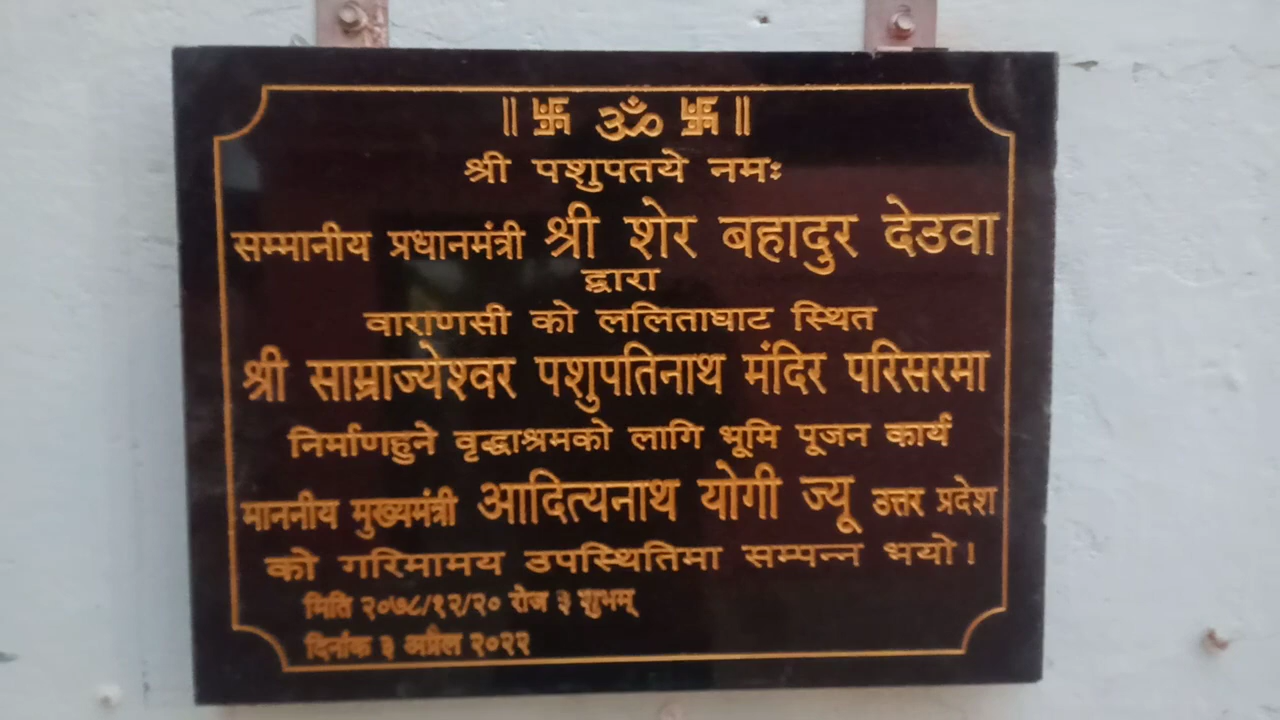 ॥ 卐 ॐ 卐 ॥
श्री पशुपतये नमः
सम्मानीय प्रधानमंत्री श्री शेर बहादुर देउवा
द्वारा
वाराणसी को ललिताघाट स्थित
श्री साम्राज्येश्वर पशुपतिनाथ मंदिर परिसरमा
निर्माणहुने वृद्धाश्रमको लागि भूमि पूजन कार्य
माननीय मुख्यमंत्री आदित्यनाथ योगी ज्यू उत्तर प्रदेश
को गरिमामय उपस्थितिमा सम्पन्न भयो।
मिति २०७८/१२/२० रोज ३ शुभम्
दिनांक ३ अप्रैल २०२२